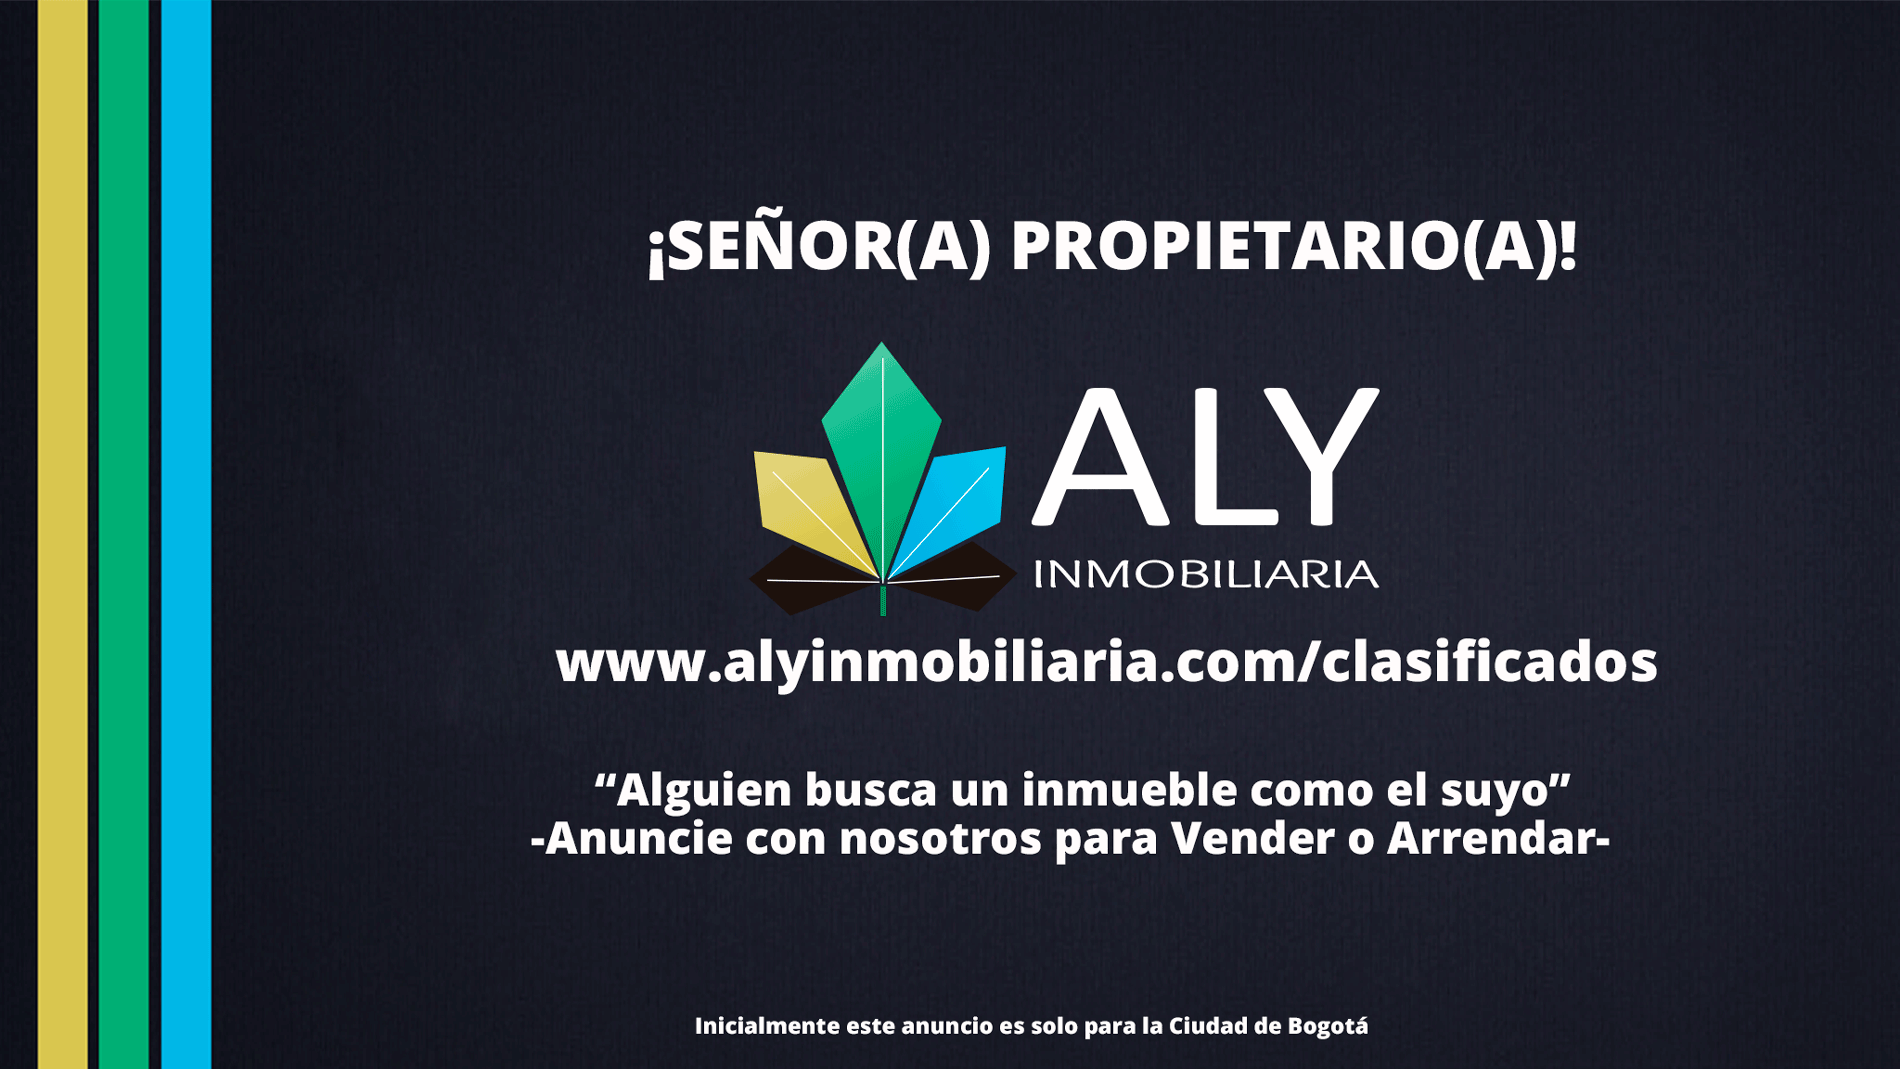 ¡SEÑOR(A) PROPIETARIO(A)!
ALY
INMOBILIARIA
www.alyinmobiliaria.com/clasificados
“Alguien busca un inmueble como el suyo”
-Anuncie con nosotros para Vender o Arrendar-
Inicialmente este anuncio es solo para la Ciudad de Bogotá